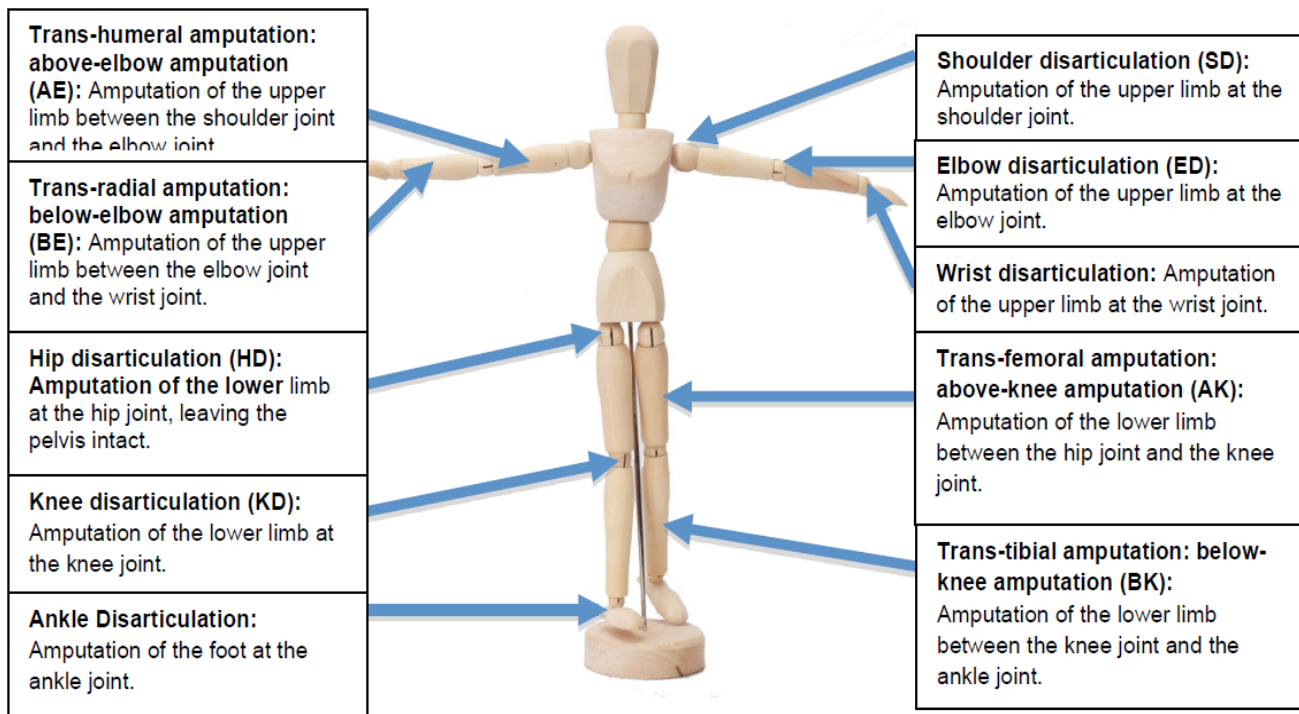 Trans-humeral amputation:
above-elbow amputation
(AE): Amputation of the upper
limb between the shoulder joint
and the elbow joint
Trans-radial amputation:
below-elbow amputation
(BE): Amputation of the upper
limb between the elbow joint
and the wrist joint.
Hip disarticulation (HD):
Amputation of the lower limb
at the hip joint, leaving the
pelvis intact.
Knee disarticulation (KD):
Amputation of the lower limb at
the knee joint.
Ankle Disarticulation:
Amputation of the foot at the
ankle joint.
Shoulder disarticulation (SD):
Amputation of the upper limb at the
shoulder joint.
Elbow disarticulation (ED):
Amputation of the upper limb at the
elbow joint.
Wrist disarticulation: Amputation
of the upper limb at the wrist joint.
Trans-femoral amputation:
above-knee amputation (AK):
Amputation of the lower limb
between the hip joint and the knee
joint.
Trans-tibial amputation: below-
knee amputation (BK):
Amputation of the lower limb
between the knee joint and the
ankle joint.